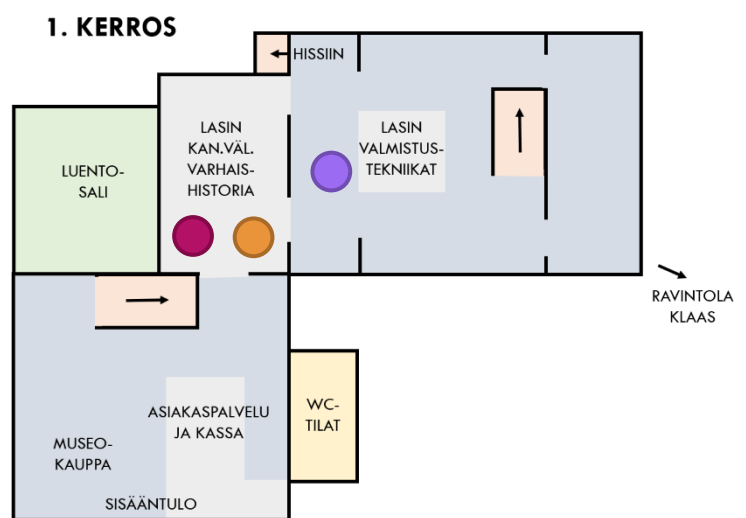 1. KERROS
HISSIIN
LASIN
KAN.VÄL.
VARHAIS-
HISTORIA
LASIN
VALMISTUS-
TEKNIIKAT
LUENTO-
SALI
RAVINTOLA
KLAAS
ASIAKASPALVELU
JA KASSA
WC-
TILAT
MUSEO-
KAUPPA
SISÄÄNTULO